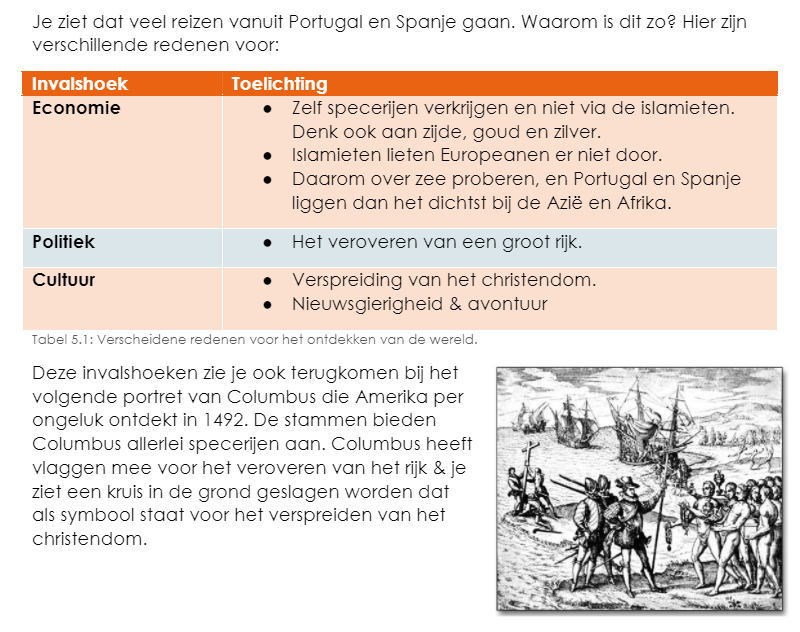 Je ziet dat veel reizen vanuit Portugal en Spanje gaan. Waarom is dit zo? Hier zijn
verschillende redenen voor:
Invalshoek Toelichting
Economie
● Zelf specerijen verkrijgen en niet via de islamieten.
Denk ook aan zijde, goud en zilver.
● Islamieten lieten Europeanen er niet door.
● Daarom over zee proberen, en Portugal en Spanje
liggen dan het dichtst bij de Azië en Afrika.
Politiek
● Het veroveren van een groot rijk.
Cultuur
● Verspreiding van het christendom.
● Nieuwsgierigheid & avontuur
Tabel 5.1: Verscheidene redenen voor het ontdekken van de wereld.
Deze invalshoeken zie je ook terugkomen bij het
volgende portret van Columbus die Amerika per
ongeluk ontdekt in 1492. De stammen bieden
Columbus allerlei specerijen aan. Columbus heeft
vlaggen mee voor het veroveren van het rijk & je
ziet een kruis in de grond geslagen worden dat
als symbool staat voor het verspreiden van het
christendom.